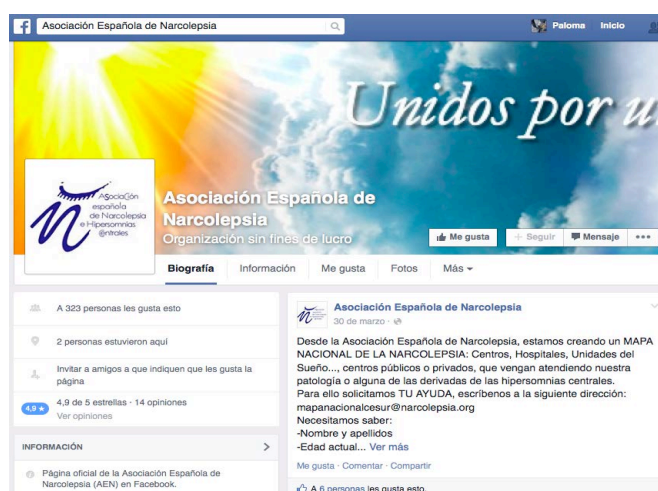 Asociación Española de Narcolepsia
Paloma
Inicio
Unidos por u
Asociación
española
de Narcolepsia
e Hipersomnias
Centrales
Asociación Española de
Narcolepsia
Organización sin fines de lucro
Me gusta
+ Seguir
Mensaje
Biografía
Información
Me gusta
Fotos
Más
A 323 personas les gusta esto
2 personas estuvieron aquí
Invitar a amigos a que indiquen que les gusta la
página
4,9
4,9 de 5 estrellas · 14 opiniones
Ver opiniones
INFORMACIÓN
Página oficial de la Asociación Española de
Narcolepsia (AEN) en Facebook.
Asociación Española de Narcolepsia
30 de marzo ·
Desde la Asociación Española de Narcolepsia, estamos creando un MAPA
NACIONAL DE LA NARCOLEPSIA: Centros, Hospitales, Unidades del
Sueño..., centros públicos o privados, que vengan atendiendo nuestra
patología o alguna de las derivadas de las hipersomnias centrales.
Para ello solicitamos TU AYUDA, escríbenos a la siguiente dirección:
mapanacionalcesur@narcolepsia.org
Necesitamos saber:
-Nombre y apellidos
-Edad actual... Ver más
Me gusta · Comentar · Compartir
A 6 personas les gusta esto.